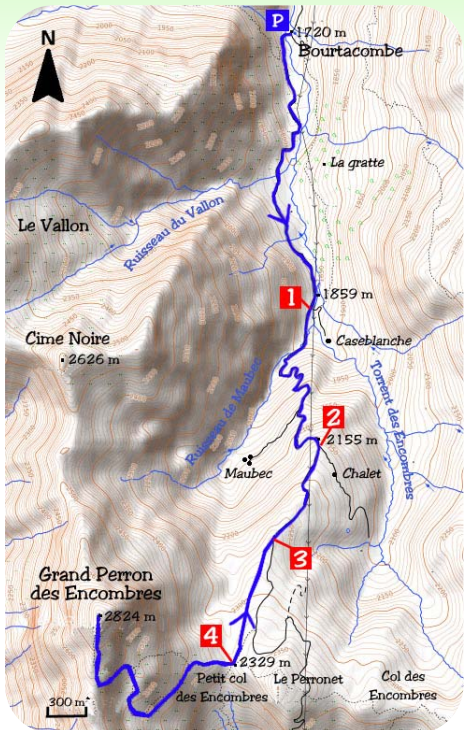 P
1720 m
Bourtacombe
N
La gratte
Le Vallon
Ruisseau du Vallon
1
1859 m
Cime Noire
2626 m
Caseblanche
Torrent des Encombres
Ruisseau de Maubec
2
2155 m
Maubec
Chalet
3
Grand Perron
des Encombres
2824 m
4
2329 m
Petit col
des Encombres
Le Perronet
Col des
Encombres
300 m